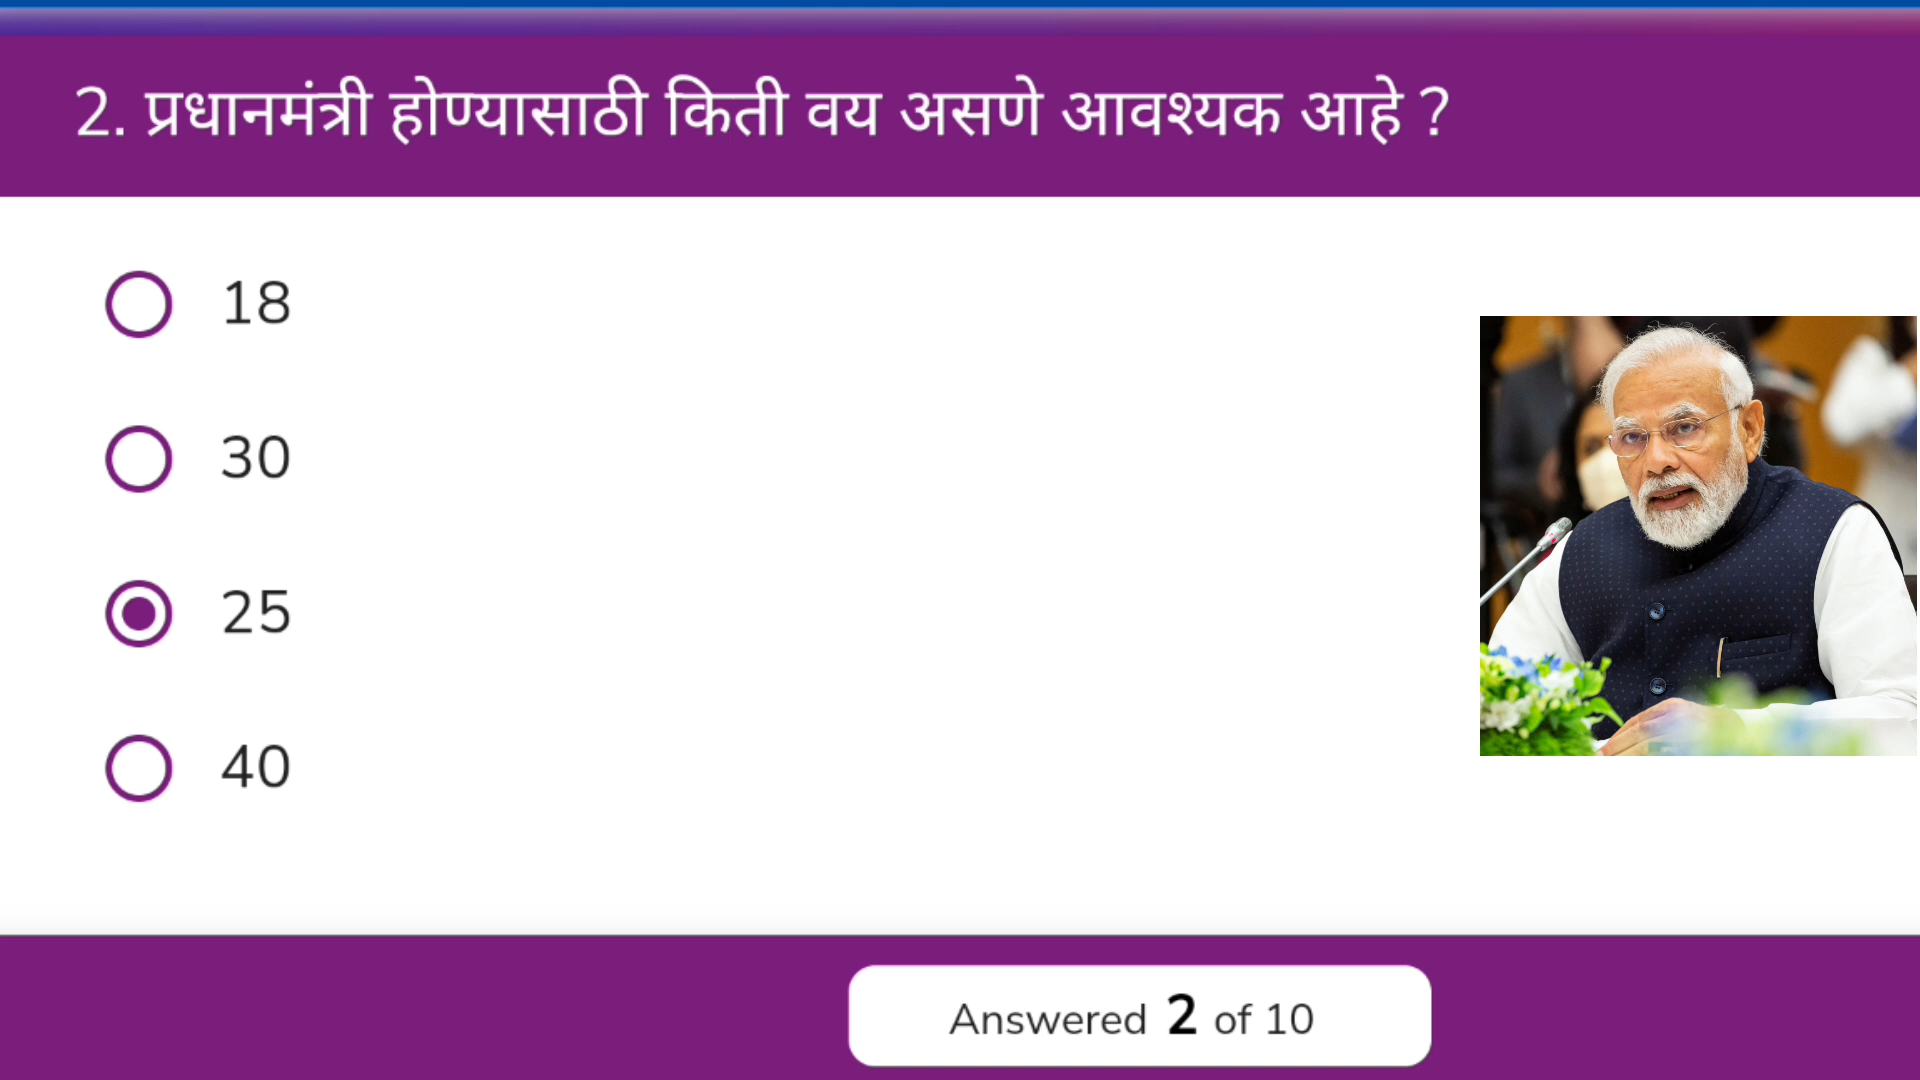 2. प्रधानमंत्री होण्यासाठी किती वय असणे आवश्यक आहे ?
18
30
25
40
Answered 2 of 10